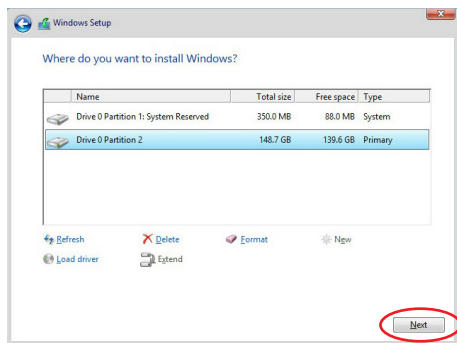 Windows Setup
Where do you want to install Windows?
Name Total size Free space Type
Drive 0 Partition 1: System Reserved 350.0 MB 88.0 MB System
Drive 0 Partition 2 148.7 GB 139.6 GB Primary
Refresh Delete Format New
Load driver Extend
Next